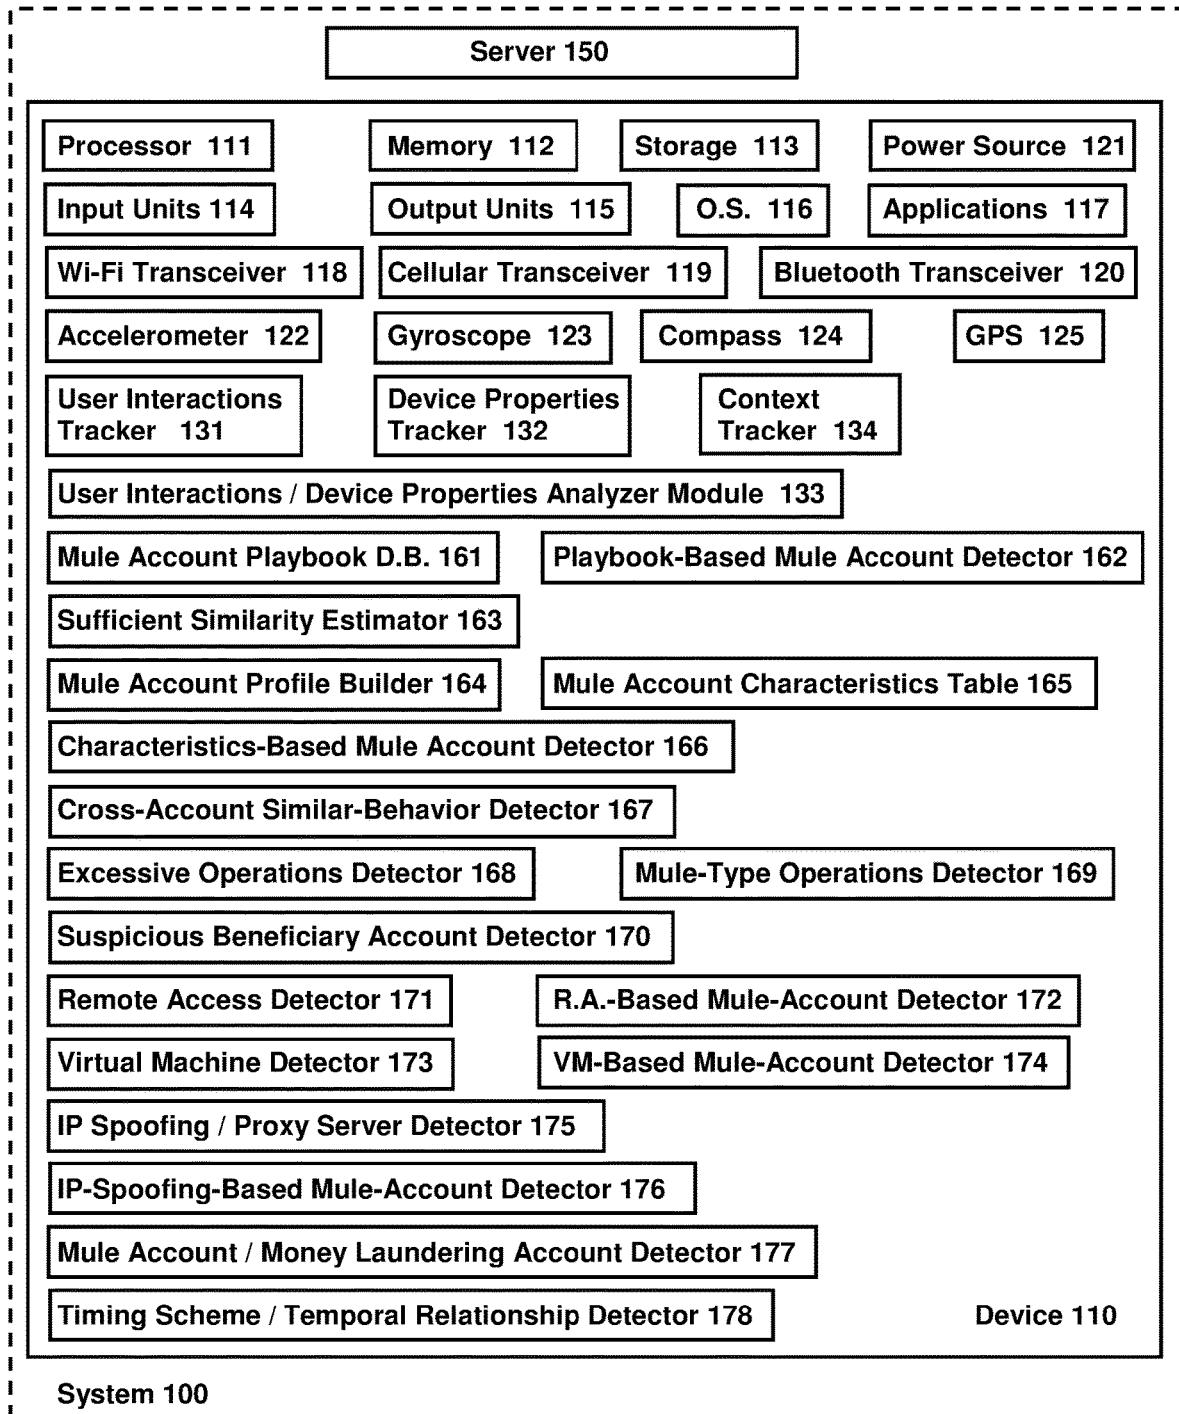 Server 150
Processor 111
Memory 112
Storage 113
Power Source 121
Input Units 114
Output Units 115
O.S. 116
Applications 117
Wi-Fi Transceiver 118
Cellular Transceiver 119
Bluetooth Transceiver 120
Accelerometer 122
Gyroscope 123
Compass 124
GPS 125
User Interactions
Tracker 131
Device Properties
Tracker 132
Context
Tracker 134
User Interactions / Device Properties Analyzer Module 133
Mule Account Playbook D.B. 161
Playbook-Based Mule Account Detector 162
Sufficient Similarity Estimator 163
Mule Account Profile Builder 164
Mule Account Characteristics Table 165
Characteristics-Based Mule Account Detector 166
Cross-Account Similar-Behavior Detector 167
Excessive Operations Detector 168
Mule-Type Operations Detector 169
Suspicious Beneficiary Account Detector 170
Remote Access Detector 171
R.A.-Based Mule-Account Detector 172
Virtual Machine Detector 173
VM-Based Mule-Account Detector 174
IP Spoofing / Proxy Server Detector 175
IP-Spoofing-Based Mule-Account Detector 176
Mule Account / Money Laundering Account Detector 177
Timing Scheme / Temporal Relationship Detector 178
Device 110
System 100